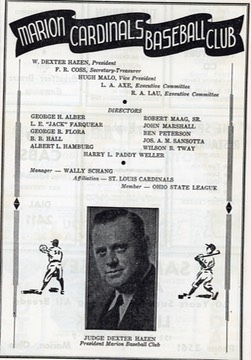 MARION CARDINALS BASEBALL CLUB
W. DEXTER HAZEN, President
F. R. COSS, Secretary-Treasurer
HUGH MALO, Vice President
L. A. AXE, Executive Com.
R. A. LAU, Executive Com.
DIRECTORS
GEORGE H. ALBER
ROBERT MAAG, SR.
L. E. "JACK" FARQUEAR
JOHN MARSHALL
GEORGE B. FLORA
BEN PETERSON
B. B. HALL
JOS. A. M. SANSOTTA
ALBERT L. HAMBURG
WILSON B. TWAY
HARRY L. PADDY WELLER
Manager — WALLY SCHANG
Affiliation — ST. LOUIS CARDINALS
Member — OHIO STATE LEAGUE
JUDGE DEXTER HAZEN
President Marion Baseball Club